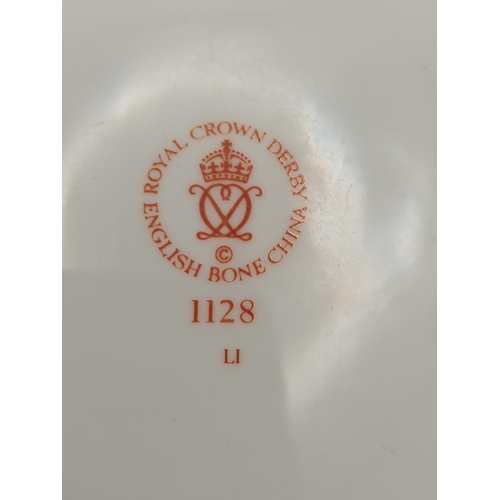 ROYAL CROWN DERBY
ENGLISH BONE CHINA
©
1128
LI